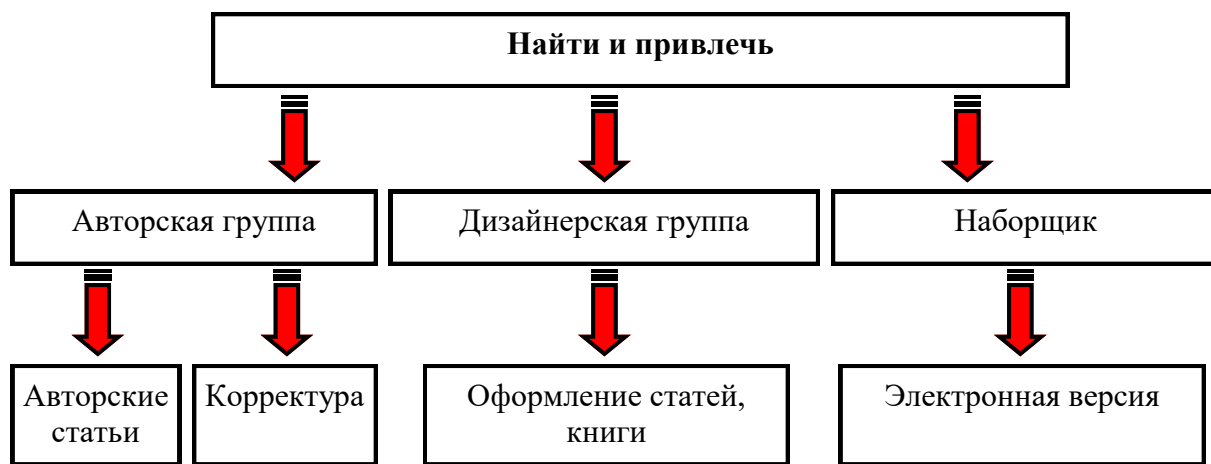 Найти и привлечь
Авторская группа
Дизайнерская группа
Наборщик
Авторские
статьи
Корректура
Оформление статей,
книги
Электронная версия